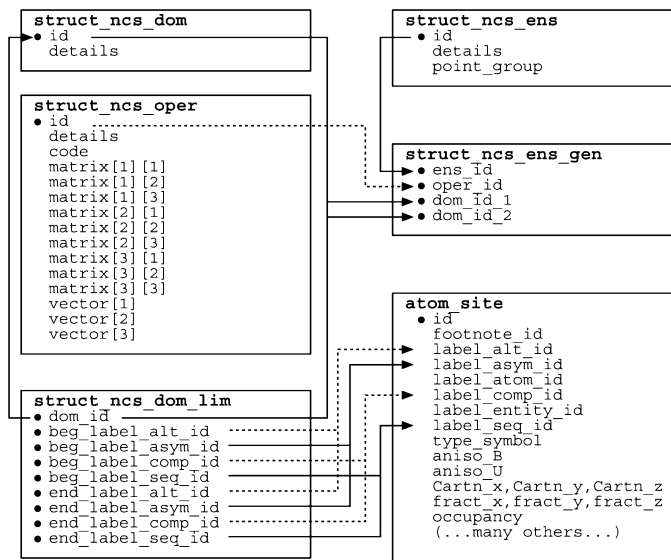 struct_ncs_dom
id
details
struct_ncs_oper
id
details
code
matrix[1][1]
matrix[1][2]
matrix[1][3]
matrix[2][1]
matrix[2][2]
matrix[2][3]
matrix[3][1]
matrix[3][2]
matrix[3][3]
vector[1]
vector[2]
vector[3]
struct_ncs_dom_lim
dom_id
beg_label_alt_id
beg_label_asym_id
beg_label_comp_id
beg_label_seq_id
end_label_alt_id
end_label_asym_id
end_label_comp_id
end_label_seq_id
struct_ncs_ens
id
details
point_group
struct_ncs_ens_gen
ens_id
oper_id
dom_id_1
dom_id_2
atom_site
id
footnote_id
label_alt_id
label_asym_id
label_atom_id
label_comp_id
label_entity_id
label_seq_id
type_symbol
aniso_B
aniso_U
Cartn_x,Cartn_y,Cartn_z
fract_x,fract_y,fract_z
occupancy
(...many others...)